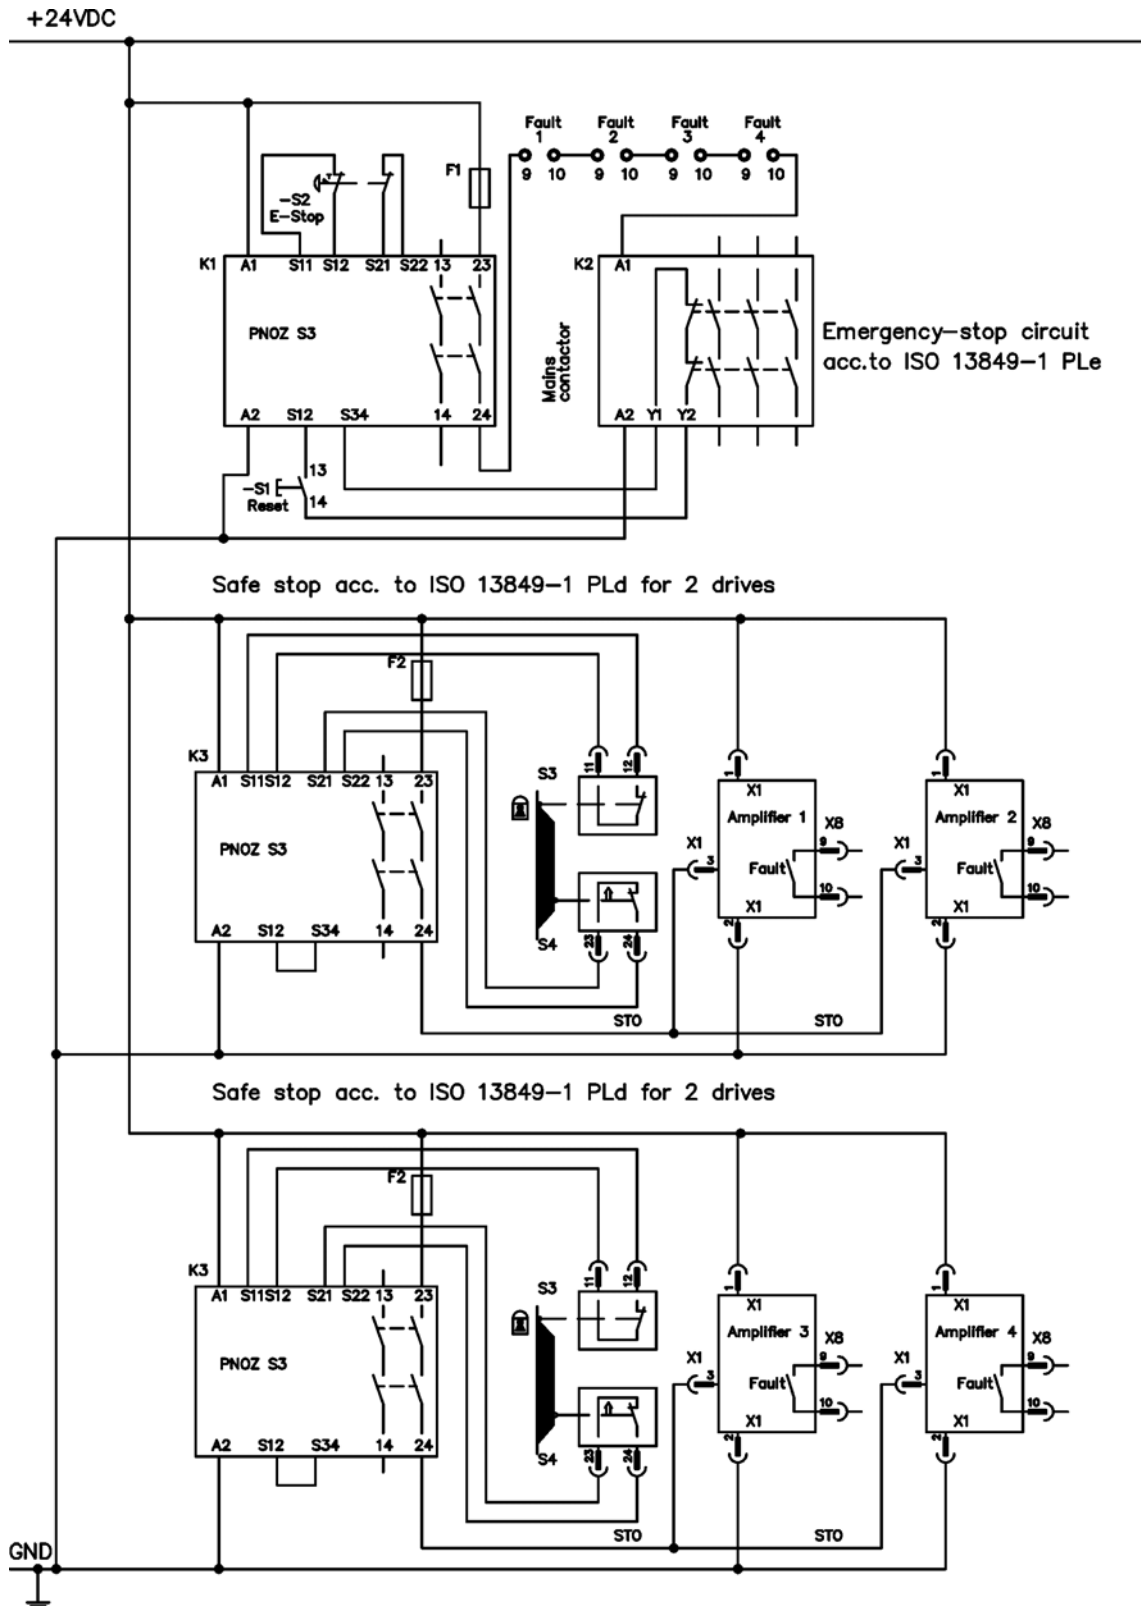 +24VDC
Fault 1 Fault 2 Fault 3 Fault 4
F1
9 10 9 10 9 10 9 10
-S2
E-Stop
K1 A1 S11 S12 S21 S22 13 23
K2 A1
PNOZ S3
Mains contactor
Emergency-stop circuit
acc.to ISO 13849-1 PLe
A2 S12 S34 14 24
A2 Y1 Y2
13
-S1
Reset
14
Safe stop acc. to ISO 13849-1 PLd for 2 drives
F2
K3
A1 S11 S12 S21 S22 13 23
11 12
S3
1 1
X1 X1
PNOZ S3
Amplifier 1 X8
Amplifier 2 X8
X1 3 Fault 9 10
X1 3 Fault 9 10
X1 X1
A2 S12 S34 14 24
S4
23 24
2 2
STO STO
Safe stop acc. to ISO 13849-1 PLd for 2 drives
F2
K3
A1 S11 S12 S21 S22 13 23
11 12
S3
1 1
X1 X1
PNOZ S3
Amplifier 3 X8
Amplifier 4 X8
X1 3 Fault 9 10
X1 3 Fault 9 10
X1 X1
A2 S12 S34 14 24
S4
23 24
2 2
STO STO
GND